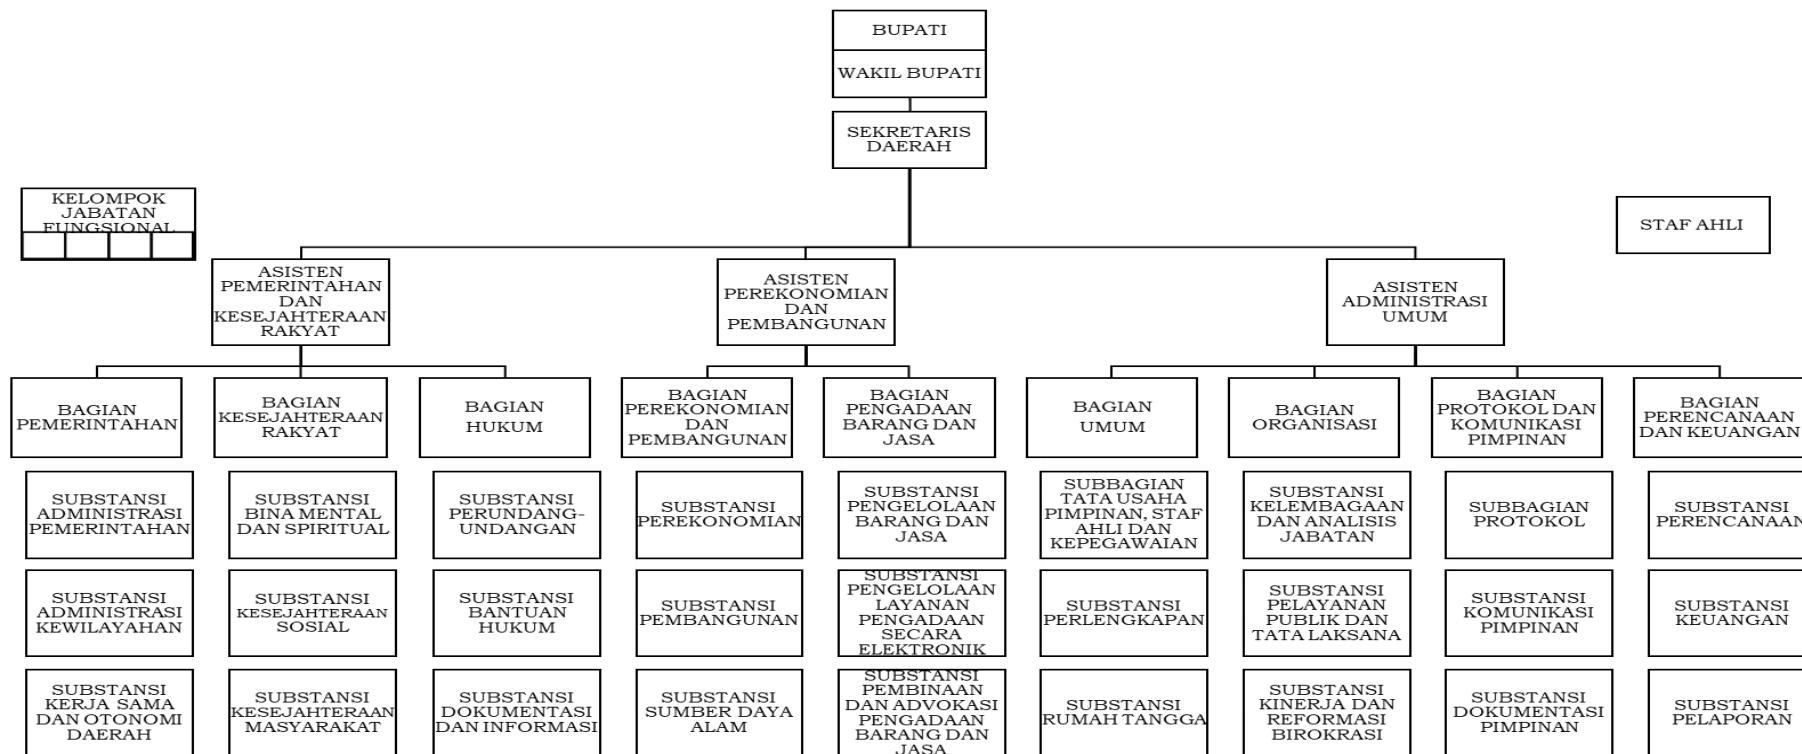 BUPATI
WAKIL BUPATI
SEKRETARIS
DAERAH
KELOMPOK
JABATAN
FUNGSIONAL
STAF AHLI
ASISTEN
PEMERINTAHAN
DAN
KESEJAHTERAAN
RAKYAT
ASISTEN
PEREKONOMIAN
DAN
PEMBANGUNAN
ASISTEN
ADMINISTRASI
UMUM
BAGIAN
PEMERINTAHAN
BAGIAN
KESEJAHTERAAN
RAKYAT
BAGIAN
HUKUM
BAGIAN
PEREKONOMIAN
DAN
PEMBANGUNAN
BAGIAN
PENGADAAN
BARANG DAN
JASA
BAGIAN
UMUM
BAGIAN
ORGANISASI
BAGIAN
PROTOKOL DAN
KOMUNIKASI
PIMPINAN
BAGIAN
PERENCANAAN
DAN KEUANGAN
SUBSTANSI
ADMINISTRASI
PEMERINTAHAN
SUBSTANSI
BINA MENTAL
DAN SPIRITUAL
SUBSTANSI
PERUNDANG-
UNDANGAN
SUBSTANSI
PEREKONOMIAN
SUBSTANSI
PENGELOLAAN
BARANG DAN
JASA
SUBBAGIAN
TATA USAHA
PIMPINAN, STAF
AHLI DAN
KEPEGAWAIAN
SUBSTANSI
KELEMBAGAAN
DAN ANALISIS
JABATAN
SUBBAGIAN
PROTOKOL
SUBSTANSI
PERENCANAAN
SUBSTANSI
ADMINISTRASI
KEWILAYAHAN
SUBSTANSI
KESEJAHTERAAN
SOSIAL
SUBSTANSI
BANTUAN
HUKUM
SUBSTANSI
PEMBANGUNAN
SUBSTANSI
PENGELOLAAN
LAYANAN
PENGADAAN
SECARA
ELEKTRONIK
SUBSTANSI
PERLENGKAPAN
SUBSTANSI
PELAYANAN
PUBLIK DAN
TATA LAKSANA
SUBSTANSI
KOMUNIKASI
PIMPINAN
SUBSTANSI
KEUANGAN
SUBSTANSI
KERJA SAMA
DAN OTONOMI
DAERAH
SUBSTANSI
KESEJAHTERAAN
MASYARAKAT
SUBSTANSI
DOKUMENTASI
DAN INFORMASI
SUBSTANSI
SUMBER DAYA
ALAM
SUBSTANSI
PEMBINAAN
DAN ADVOKASI
PENGADAAN
BARANG DAN
JASA
SUBSTANSI
RUMAH TANGGA
SUBSTANSI
KINERJA DAN
REFORMASI
BIROKRASI
SUBSTANSI
DOKUMENTASI
PIMPINAN
SUBSTANSI
PELAPORAN